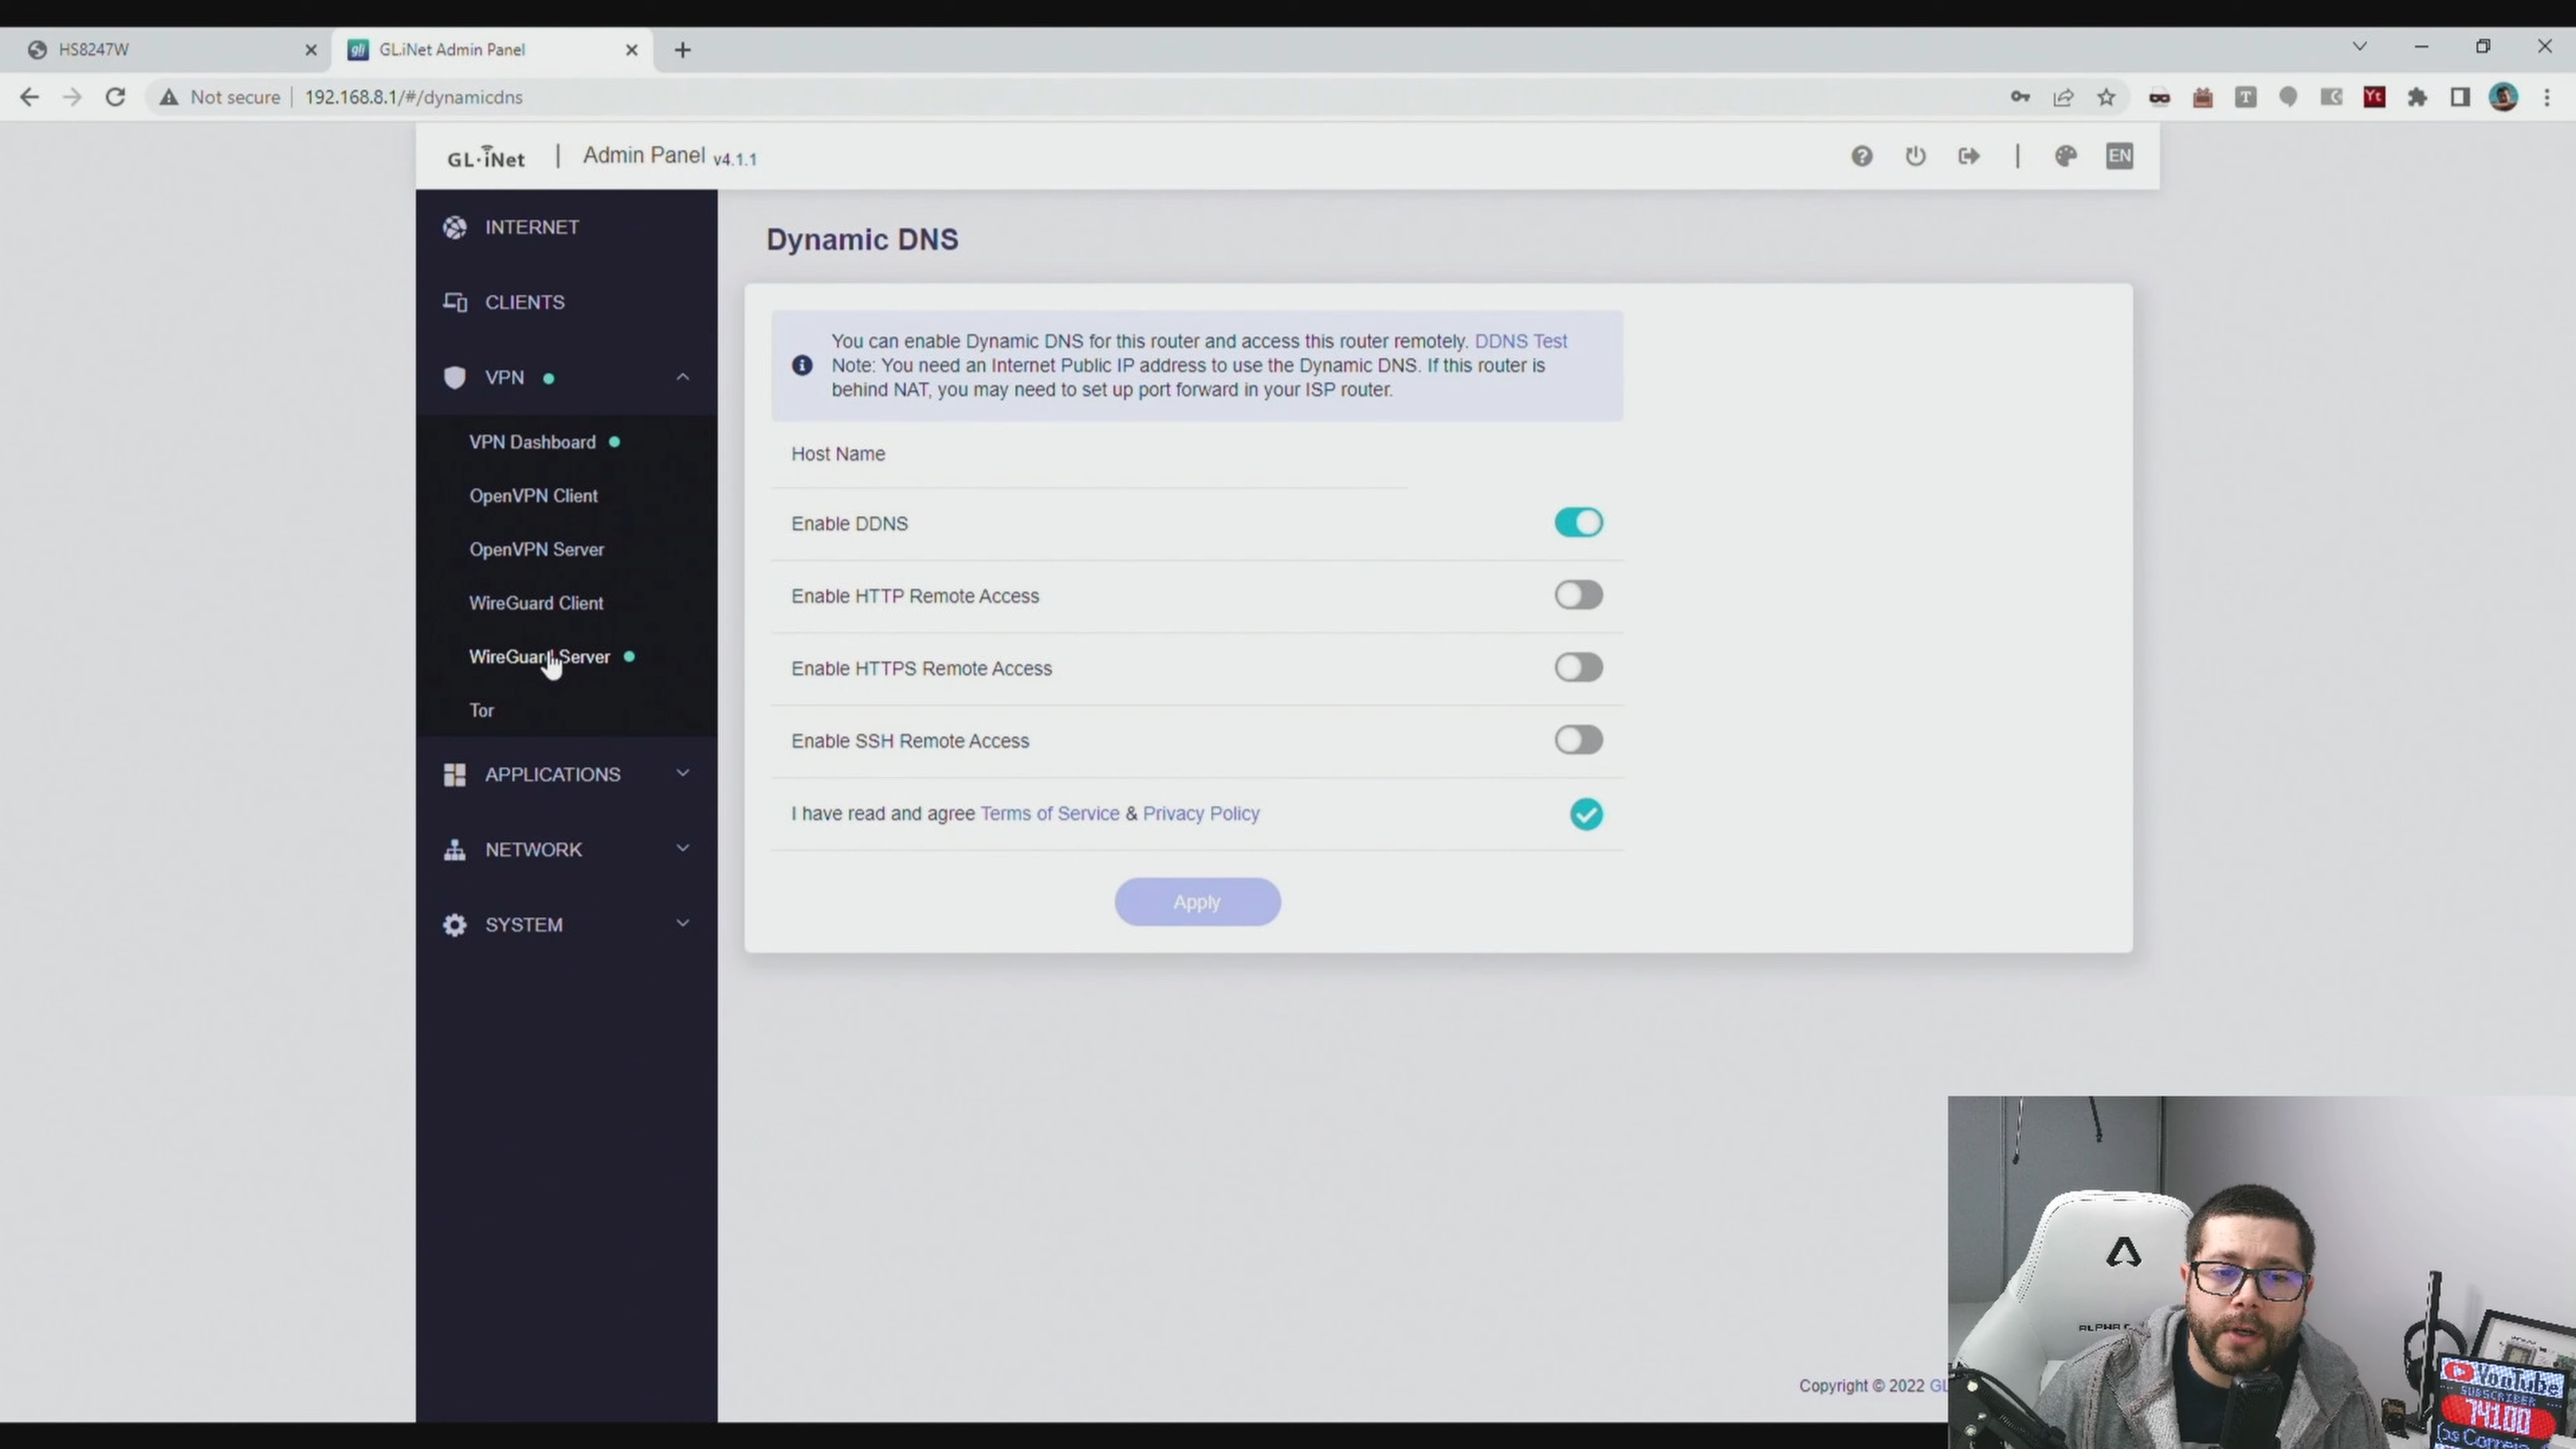 HS8247W
GL.iNet Admin Panel
Not secure
192.168.8.1/#/dynamicdns
GL·iNet | Admin Panel v4.1.1
EN
INTERNET
CLIENTS
VPN
VPN Dashboard
OpenVPN Client
OpenVPN Server
WireGuard Client
WireGuard Server
Tor
APPLICATIONS
NETWORK
SYSTEM
Dynamic DNS
You can enable Dynamic DNS for this router and access this router remotely. DDNS Test
Note: You need an Internet Public IP address to use the Dynamic DNS. If this router is
behind NAT, you may need to set up port forward in your ISP router.
Host Name
Enable DDNS
Enable HTTP Remote Access
Enable HTTPS Remote Access
Enable SSH Remote Access
I have read and agree Terms of Service & Privacy Policy
Apply
Copyright © 2022 GL
YouTube
SUBSCRIBER
74100